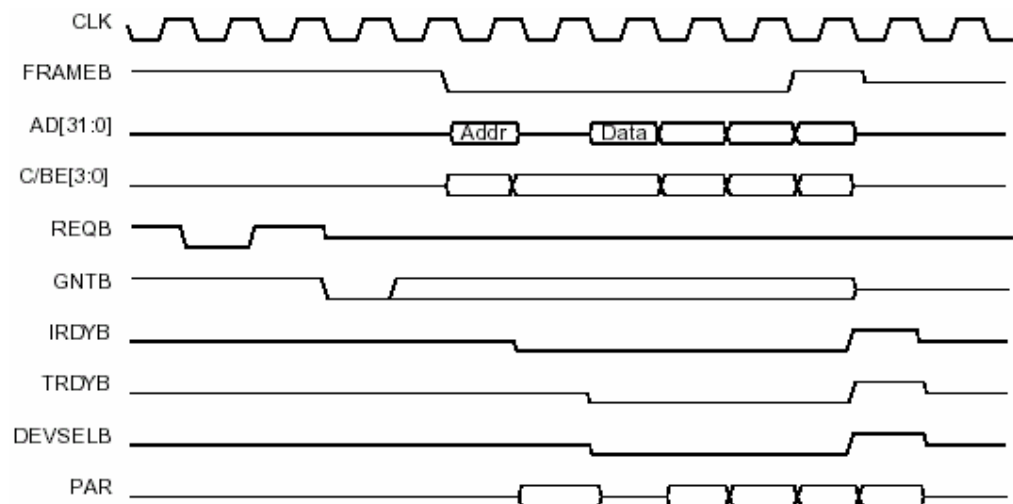 CLK
FRAMEB
AD[31:0] Addr Data
C/BE[3:0]
REQB
GNTB
IRDYB
TRDYB
DEVSELB
PAR